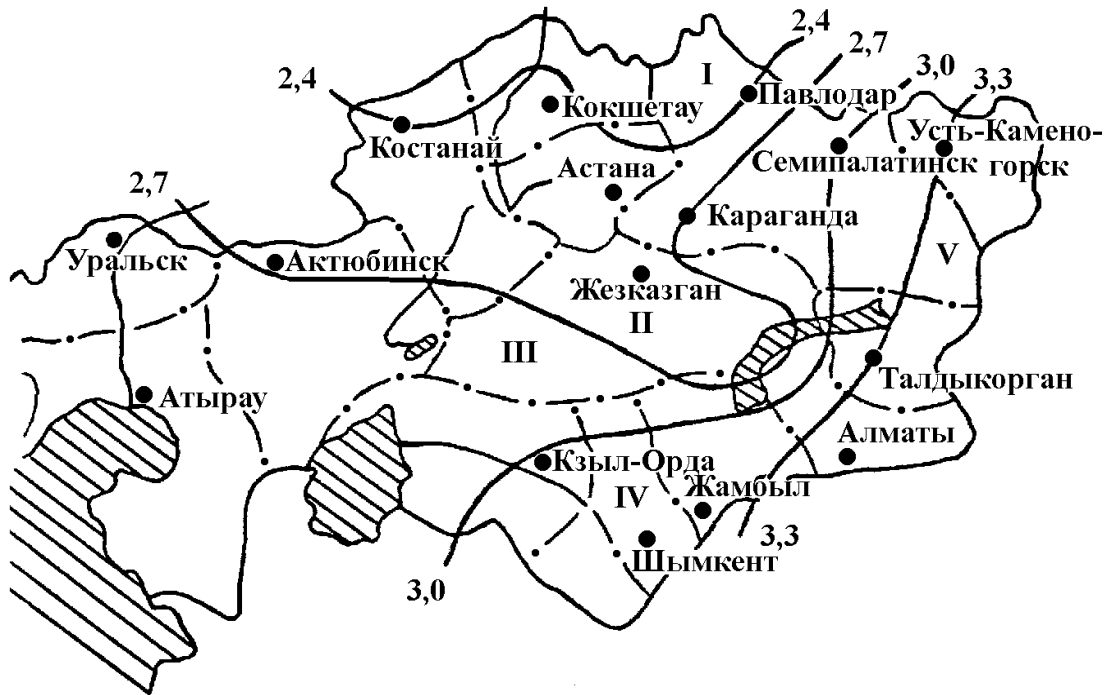 2,4
I
2,4
2,7
3,0
3,3
Кокшетау
Павлодар
Костанай
Усть-Камено-
горск
Семипалатинск
Астана
2,7
Караганда
Уральск
Актюбинск
V
Жезказган
II
III
Талдыкорган
Атырау
Алматы
Кзыл-Орда
IV
Жамбыл
3,3
Шымкент
3,0